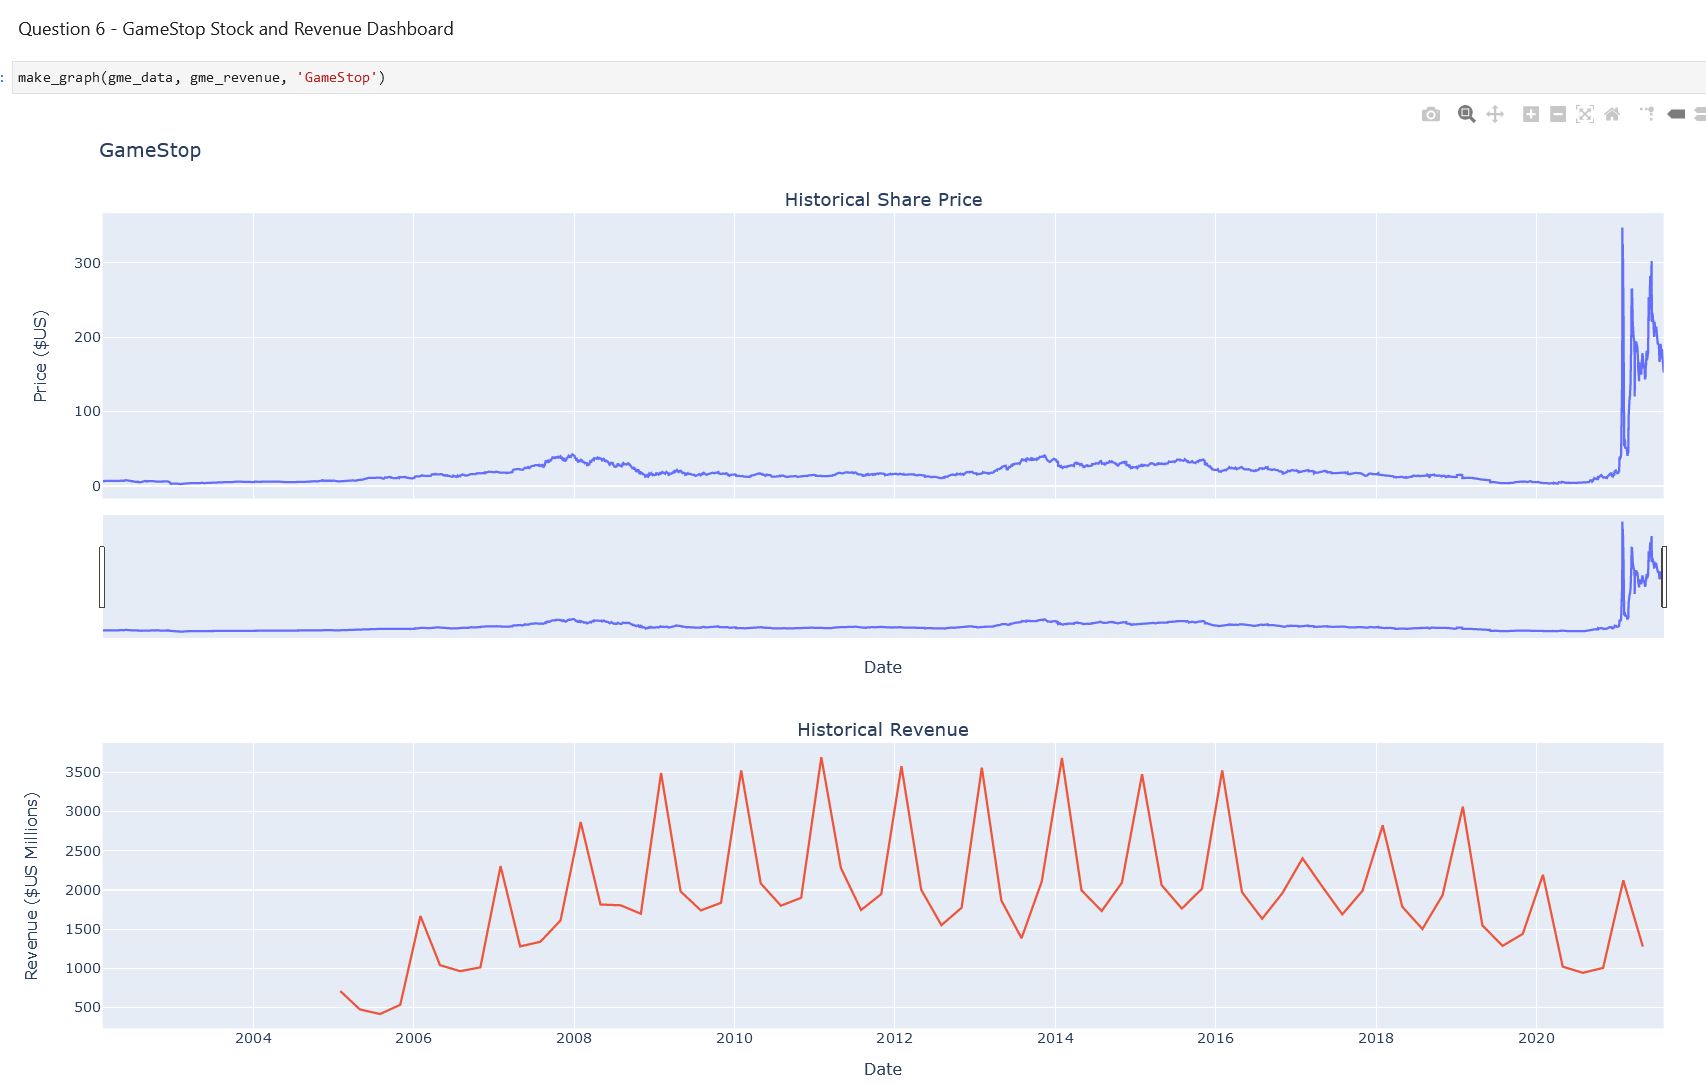 Question 6 - GameStop Stock and Revenue Dashboard
: make_graph(gme_data, gme_revenue, 'GameStop')
GameStop
Historical Share Price
300
200
100
0
Price ($US)
Date
Historical Revenue
3500
3000
2500
2000
1500
1000
500
Revenue ($US Millions)
2004 2006 2008 2010 2012 2014 2016 2018 2020
Date